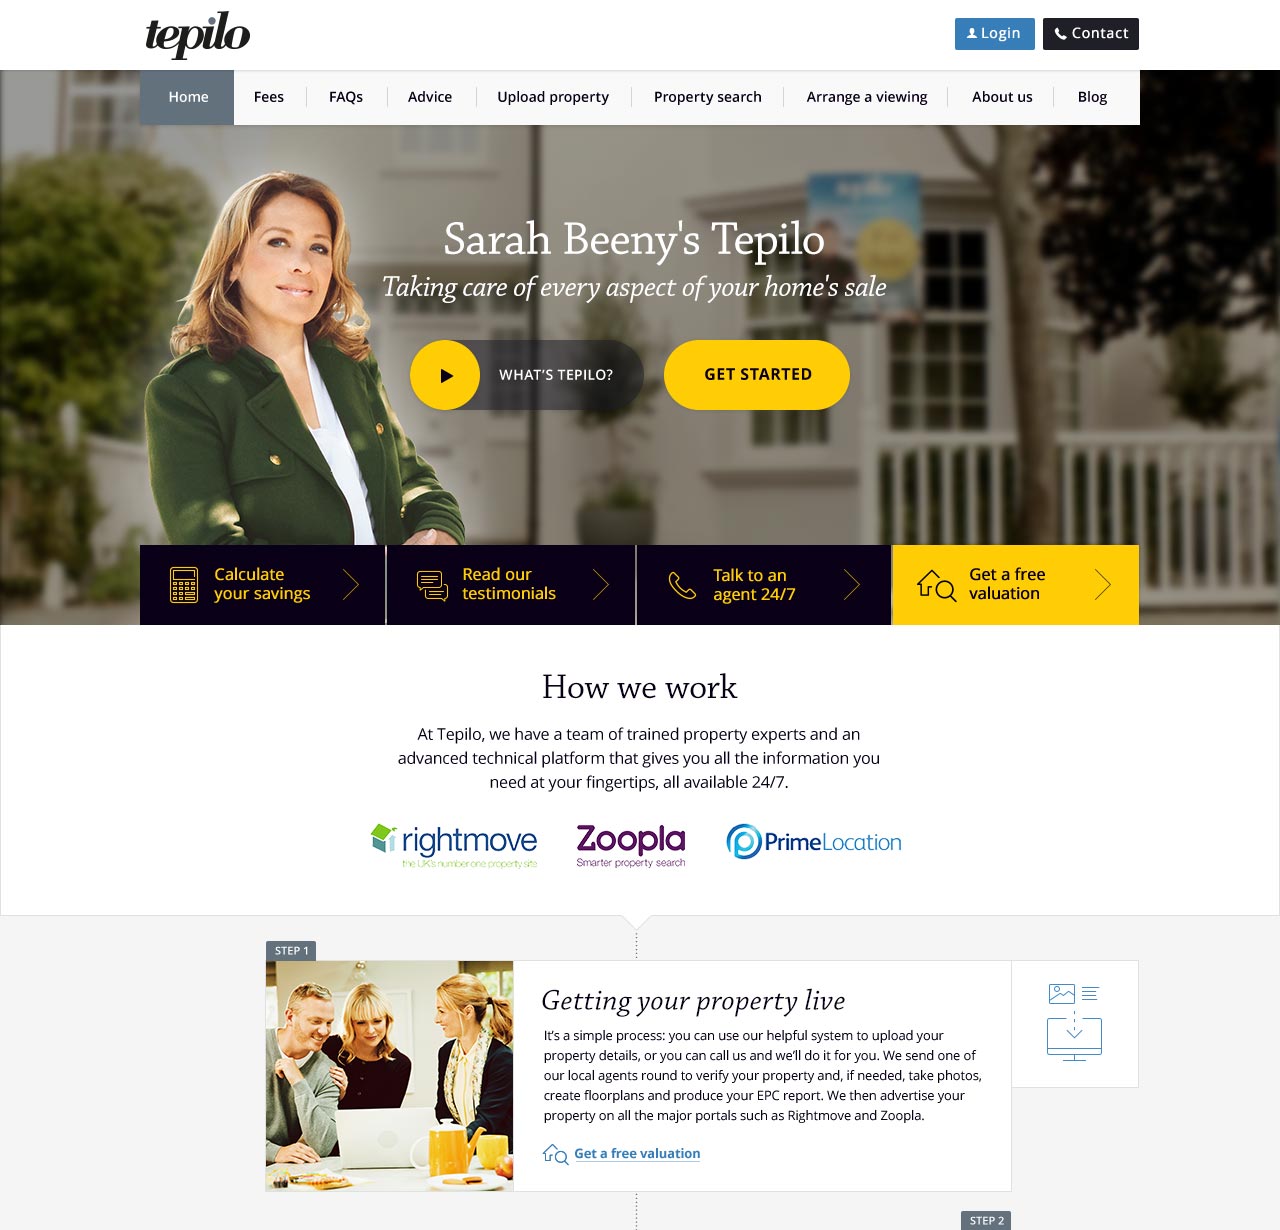 tepilo
Login
Contact
Home
Fees
FAQs
Advice
Upload property
Property search
Arrange a viewing
About us
Blog
tepilo
Sarah Beeny's Tepilo
Taking care of every aspect of your home's sale
WHAT'S TEPILO?
GET STARTED
Calculate
your savings
Read our
testimonials
Talk to an
agent 24/7
Get a free
valuation
How we work
At Tepilo, we have a team of trained property experts and an
advanced technical platform that gives you all the information you
need at your fingertips, all available 24/7.
rightmove
the UK's number one property site
Zoopla
Smarter property search
PrimeLocation
STEP 1
Getting your property live
It's a simple process: you can use our helpful system to upload your
property details, or you can call us and we'll do it for you. We send one of
our local agents round to verify your property and, if needed, take photos,
create floorplans and produce your EPC report. We then advertise your
property on all the major portals such as Rightmove and Zoopla.
Get a free valuation
STEP 2